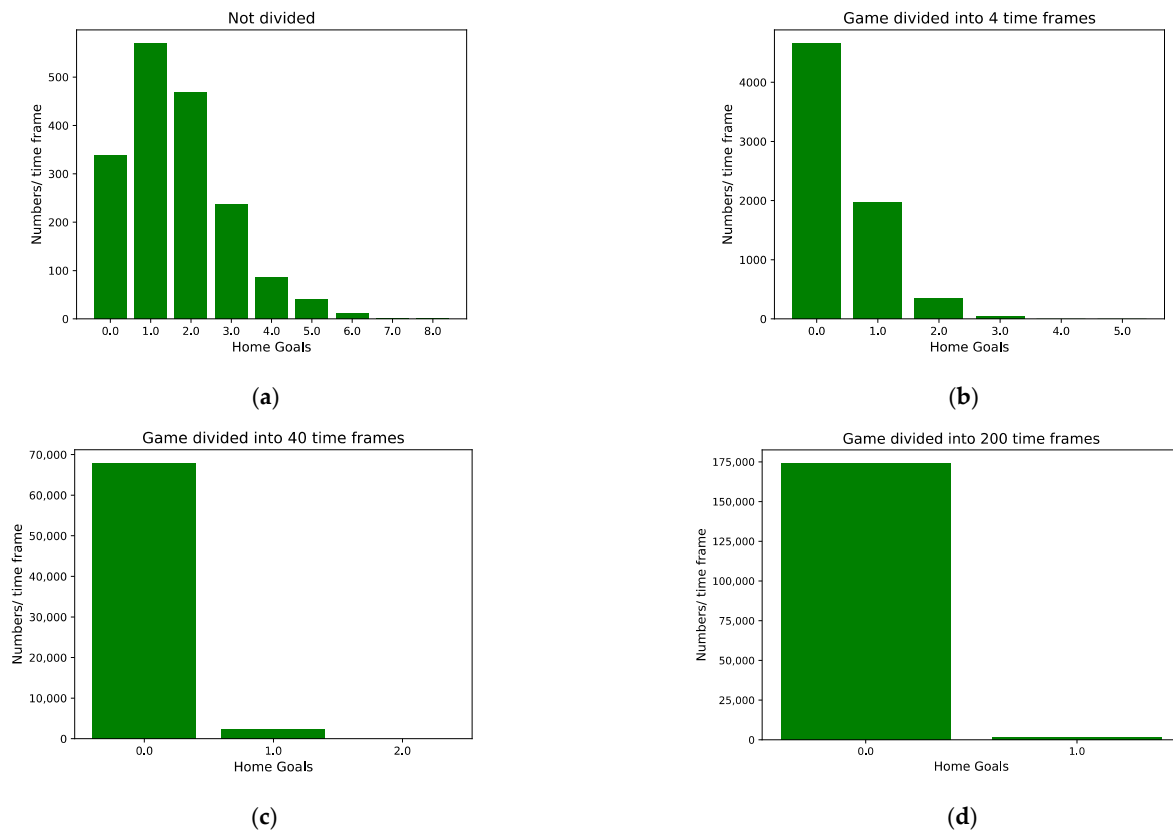 Not divided
Numbers/ time frame
500
400
300
200
100
0
0.0 1.0 2.0 3.0 4.0 5.0 6.0 7.0 8.0
Home Goals
(a)
Game divided into 4 time frames
Numbers/ time frame
4000
3000
2000
1000
0
0.0 1.0 2.0 3.0 4.0 5.0
Home Goals
(b)
Game divided into 40 time frames
Numbers/ time frame
70,000
60,000
50,000
40,000
30,000
20,000
10,000
0
0.0 1.0 2.0
Home Goals
(c)
Game divided into 200 time frames
Numbers/ time frame
175,000
150,000
125,000
100,000
75,000
50,000
25,000
0
0.0 1.0
Home Goals
(d)